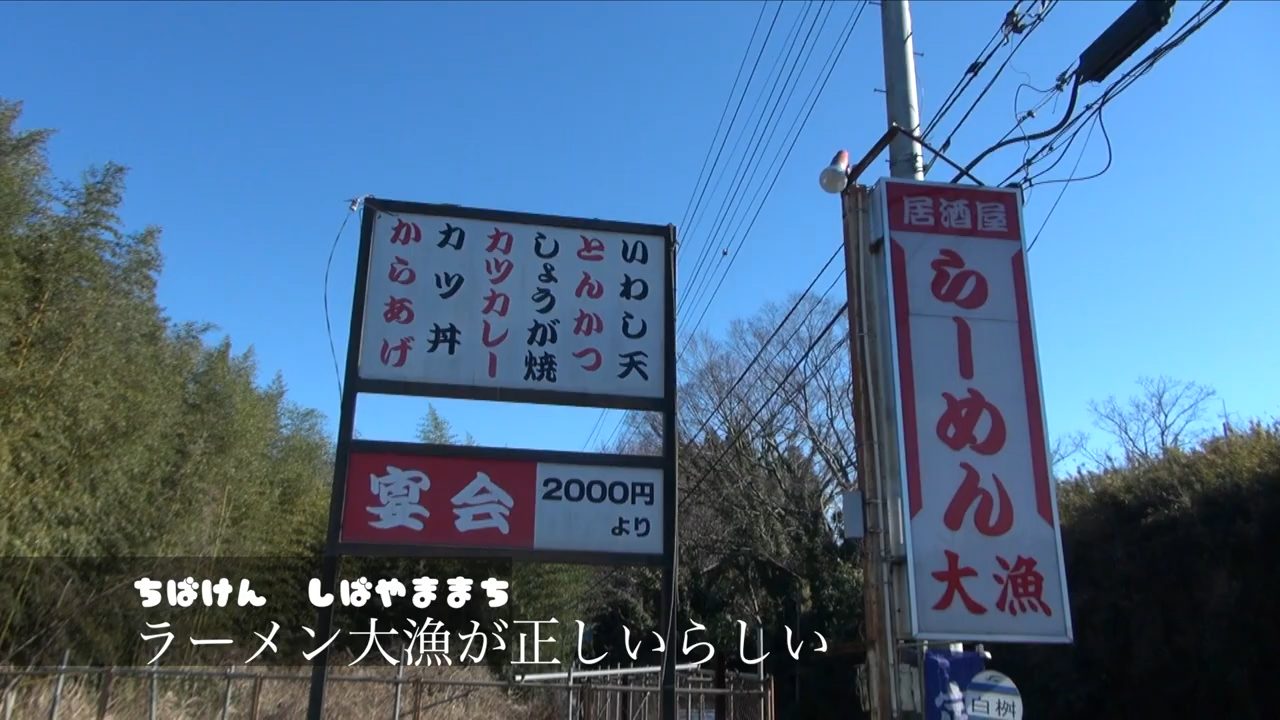 いわし天
とんかつ
しょうが焼
カツカレー
カツ丼
からあげ
宴会
2000円
より
居酒屋
らーめん
大漁
白桝
ちばけん しばやままち
ラーメン大漁が正しいらしい